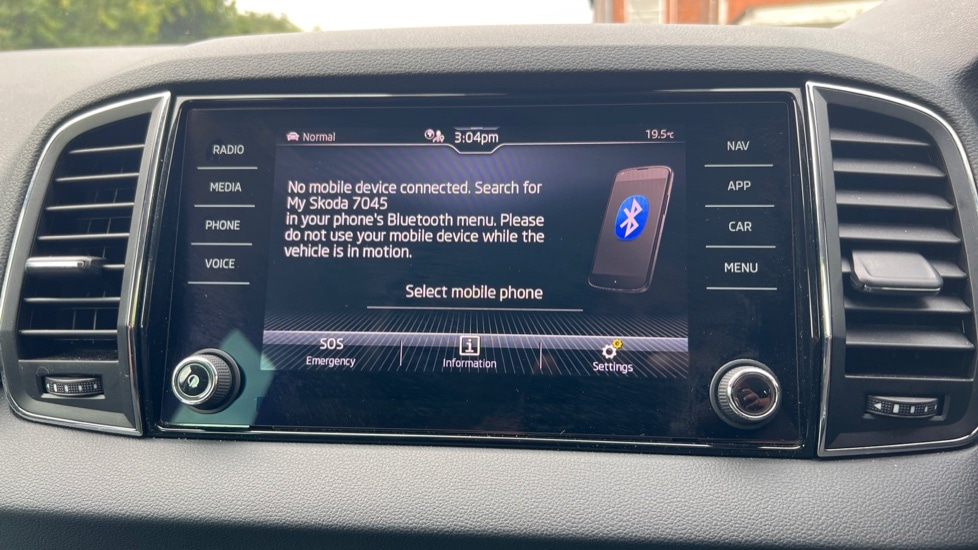 Normal
3:04pm
19.5°c
RADIO
MEDIA
PHONE
VOICE
No mobile device connected. Search for
My Skoda 7045
in your phone's Bluetooth menu. Please
do not use your mobile device while the
vehicle is in motion.
Select mobile phone
SOS
Emergency
i
Information
Settings
NAV
APP
CAR
MENU